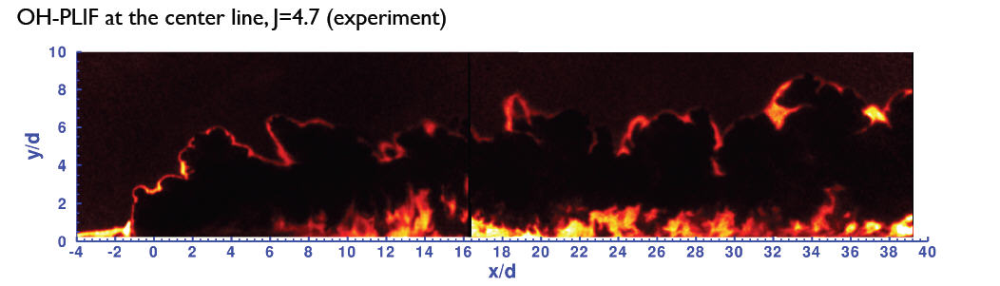 OH-PLIF at the center line, J=4.7 (experiment)
10
8
6
4
2
0
y/d
-4 -2 0 2 4 6 8 10 12 14 16 18 20 22 24 26 28 30 32 34 36 38 40
x/d